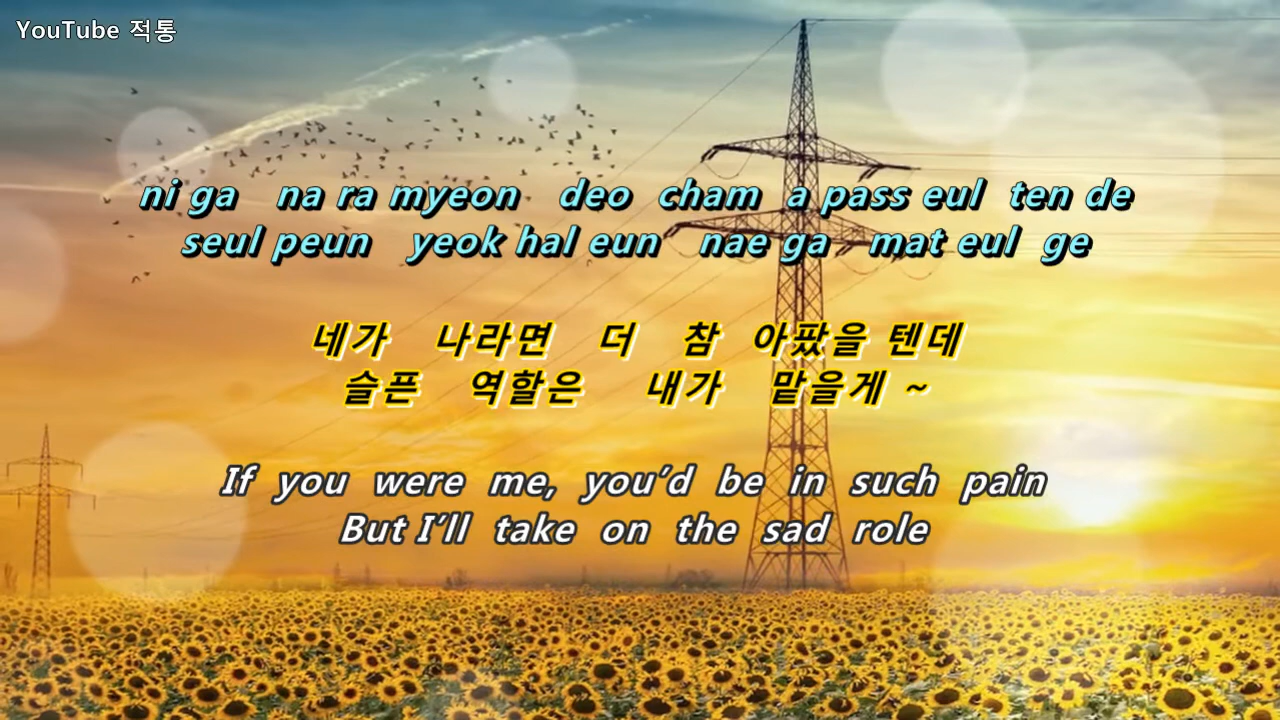 YouTube 적통
ni ga na ra myeon deo cham a pass eul ten de
seul peun yeok hal eun nae ga mat eul ge
네가 나라면 더 참 아팠을 텐데
슬픈 역할은 내가 맡을게 ~
If you were me, you'd be in such pain
But I'll take on the sad role